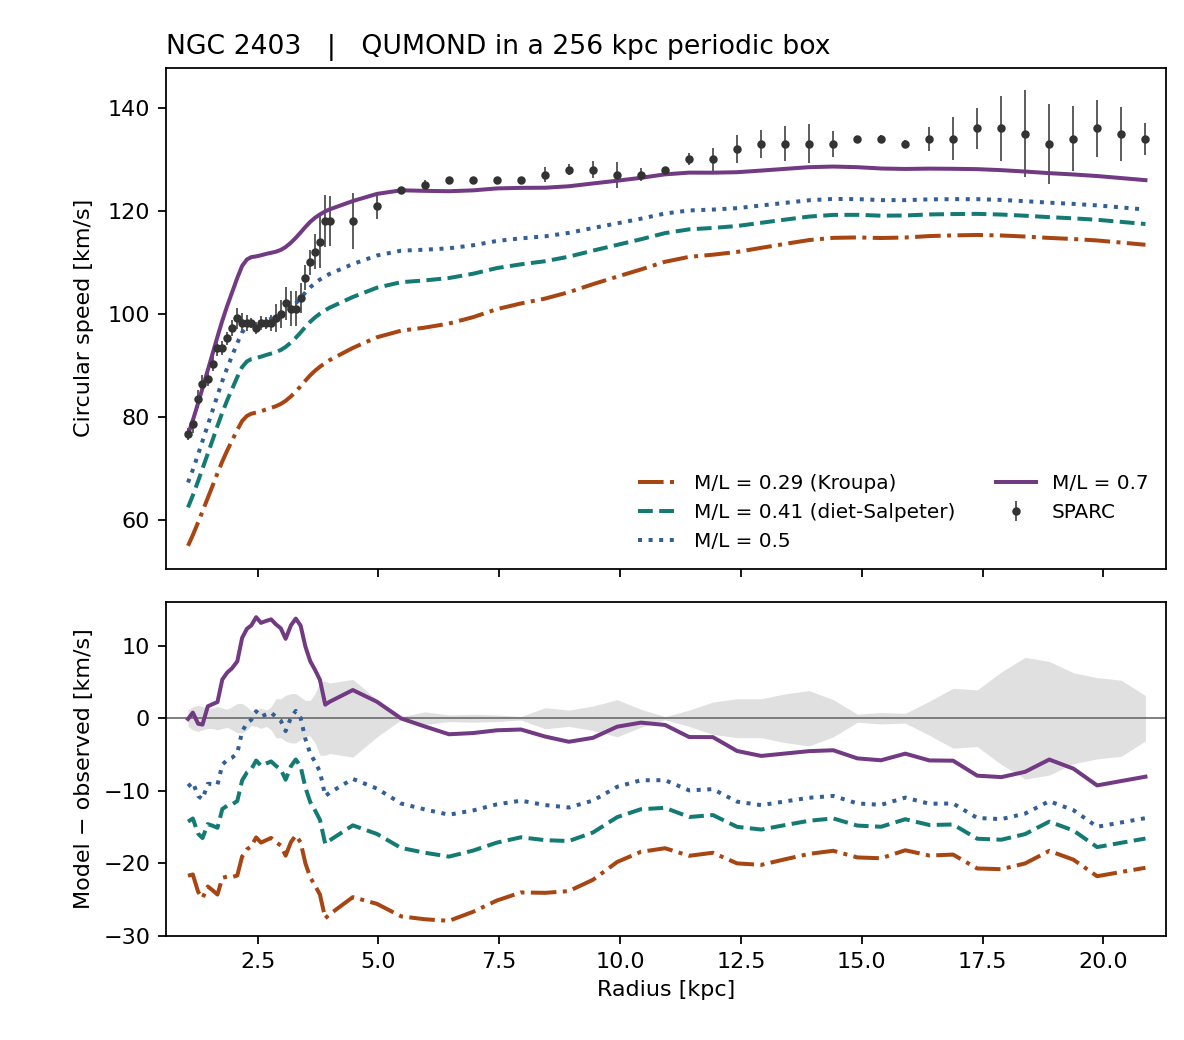 NGC 2403 | QUMOND in a 256 kpc periodic box
Circular speed [km/s]
140
120
100
80
60
M/L = 0.29 (Kroupa)
M/L = 0.41 (diet-Salpeter)
M/L = 0.5
M/L = 0.7
SPARC
Model − observed [km/s]
10
0
−10
−20
−30
2.5 5.0 7.5 10.0 12.5 15.0 17.5 20.0
Radius [kpc]